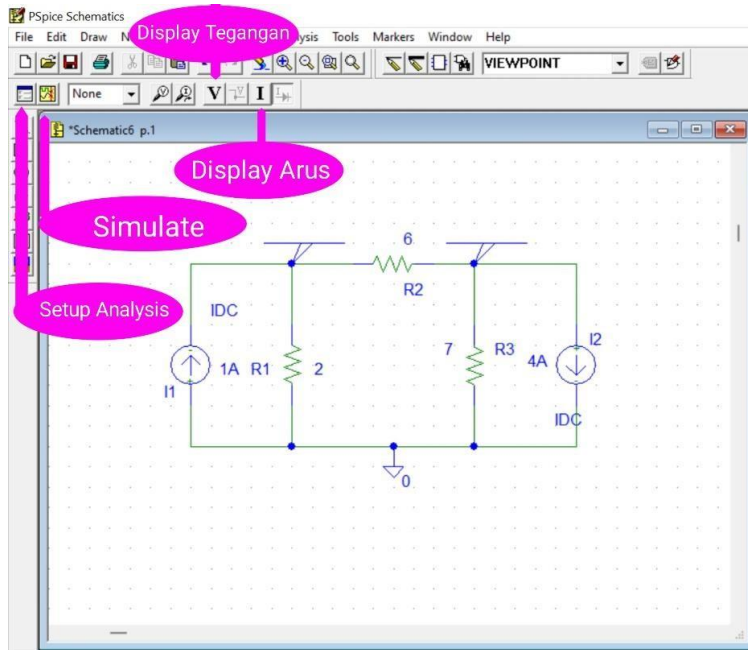 PSpice Schematics
File Edit Draw N ysis Tools Markers Window Help
Display Tegangan
VIEWPOINT
None V I
*Schematic6 p.1
Display Arus
Simulate
Setup Analysis
6
R2
IDC
1A R1 2
I1
7 R3
4A I2
IDC
0